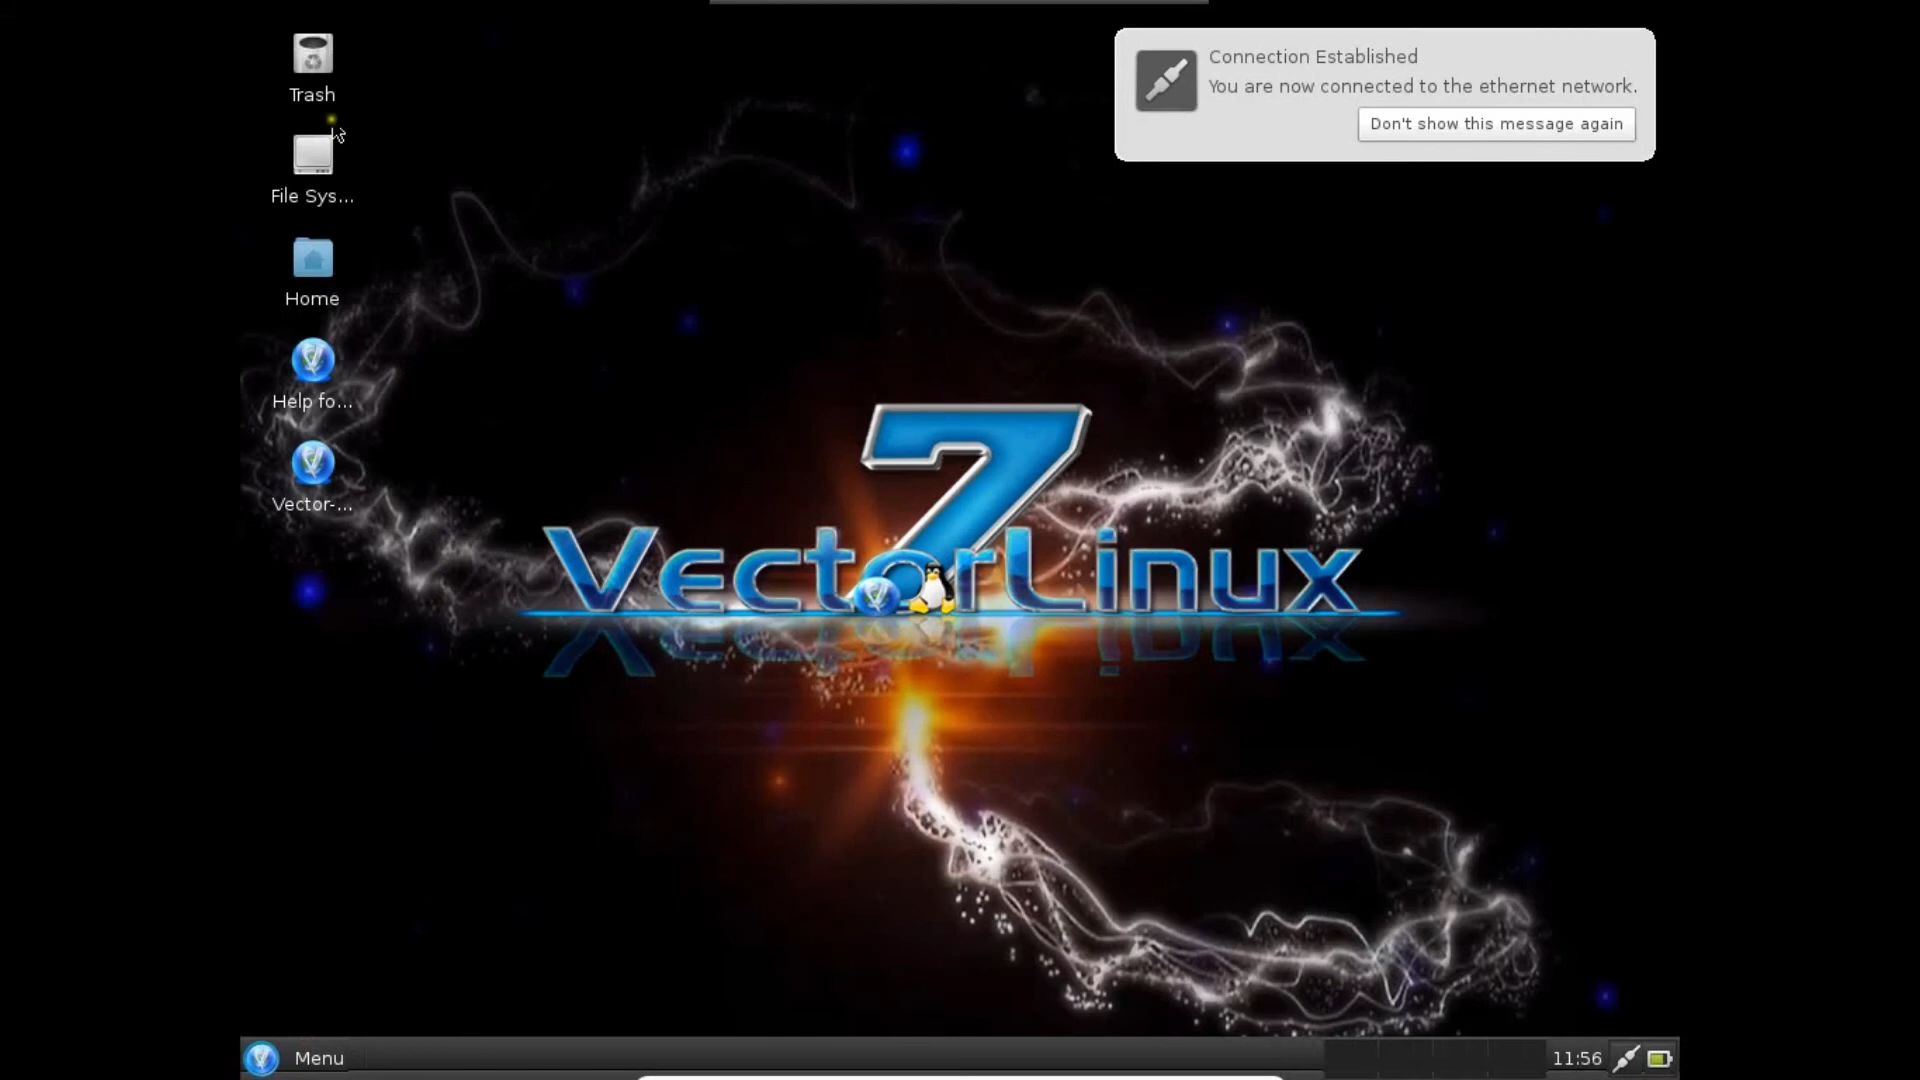 Trash
File Sys...
Home
Help fo...
Vector-...
Connection Established
You are now connected to the ethernet network.
Don't show this message again
7
VectorLinux
Menu
11:56